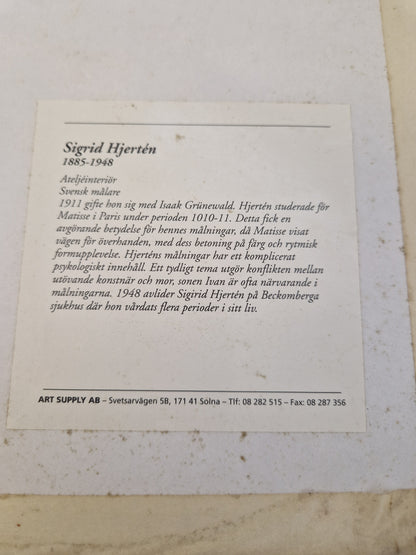 Sigrid Hjertén
1885-1948
Ateljéinteriör
Svensk målare
1911 gifte hon sig med Isaak Grünewald. Hjertén studerade för
Matisse i Paris under perioden 1010-11. Detta fick en
avgörande betydelse för hennes målningar, då Matisse visat
vägen för överhanden, med dess betoning på färg och rytmisk
formupplevelse. Hjerténs målningar har ett komplicerat
psykologiskt innehåll. Ett tydligt tema utgör konflikten mellan
utövande konstnär och mor, sonen Ivan är ofta närvarande i
målningarna. 1948 avlider Sigirid Hjertén på Beckomberga
sjukhus där hon vårdats flera perioder i sitt liv.
ART SUPPLY AB – Svetsarvägen 5B, 171 41 Solna – Tlf: 08 282 515 – Fax: 08 287 356